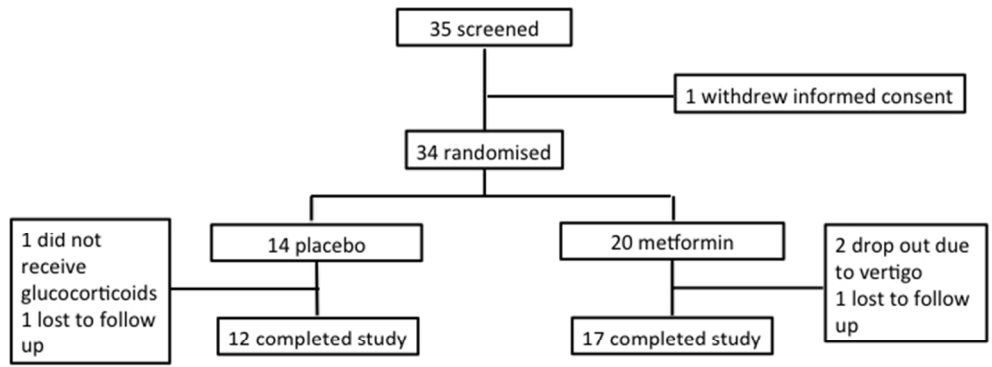 35 screened
1 withdrew informed consent
34 randomised
14 placebo
20 metformin
1 did not
receive
glucocorticoids
1 lost to follow
up
2 drop out due
to vertigo
1 lost to follow
up
12 completed study
17 completed study